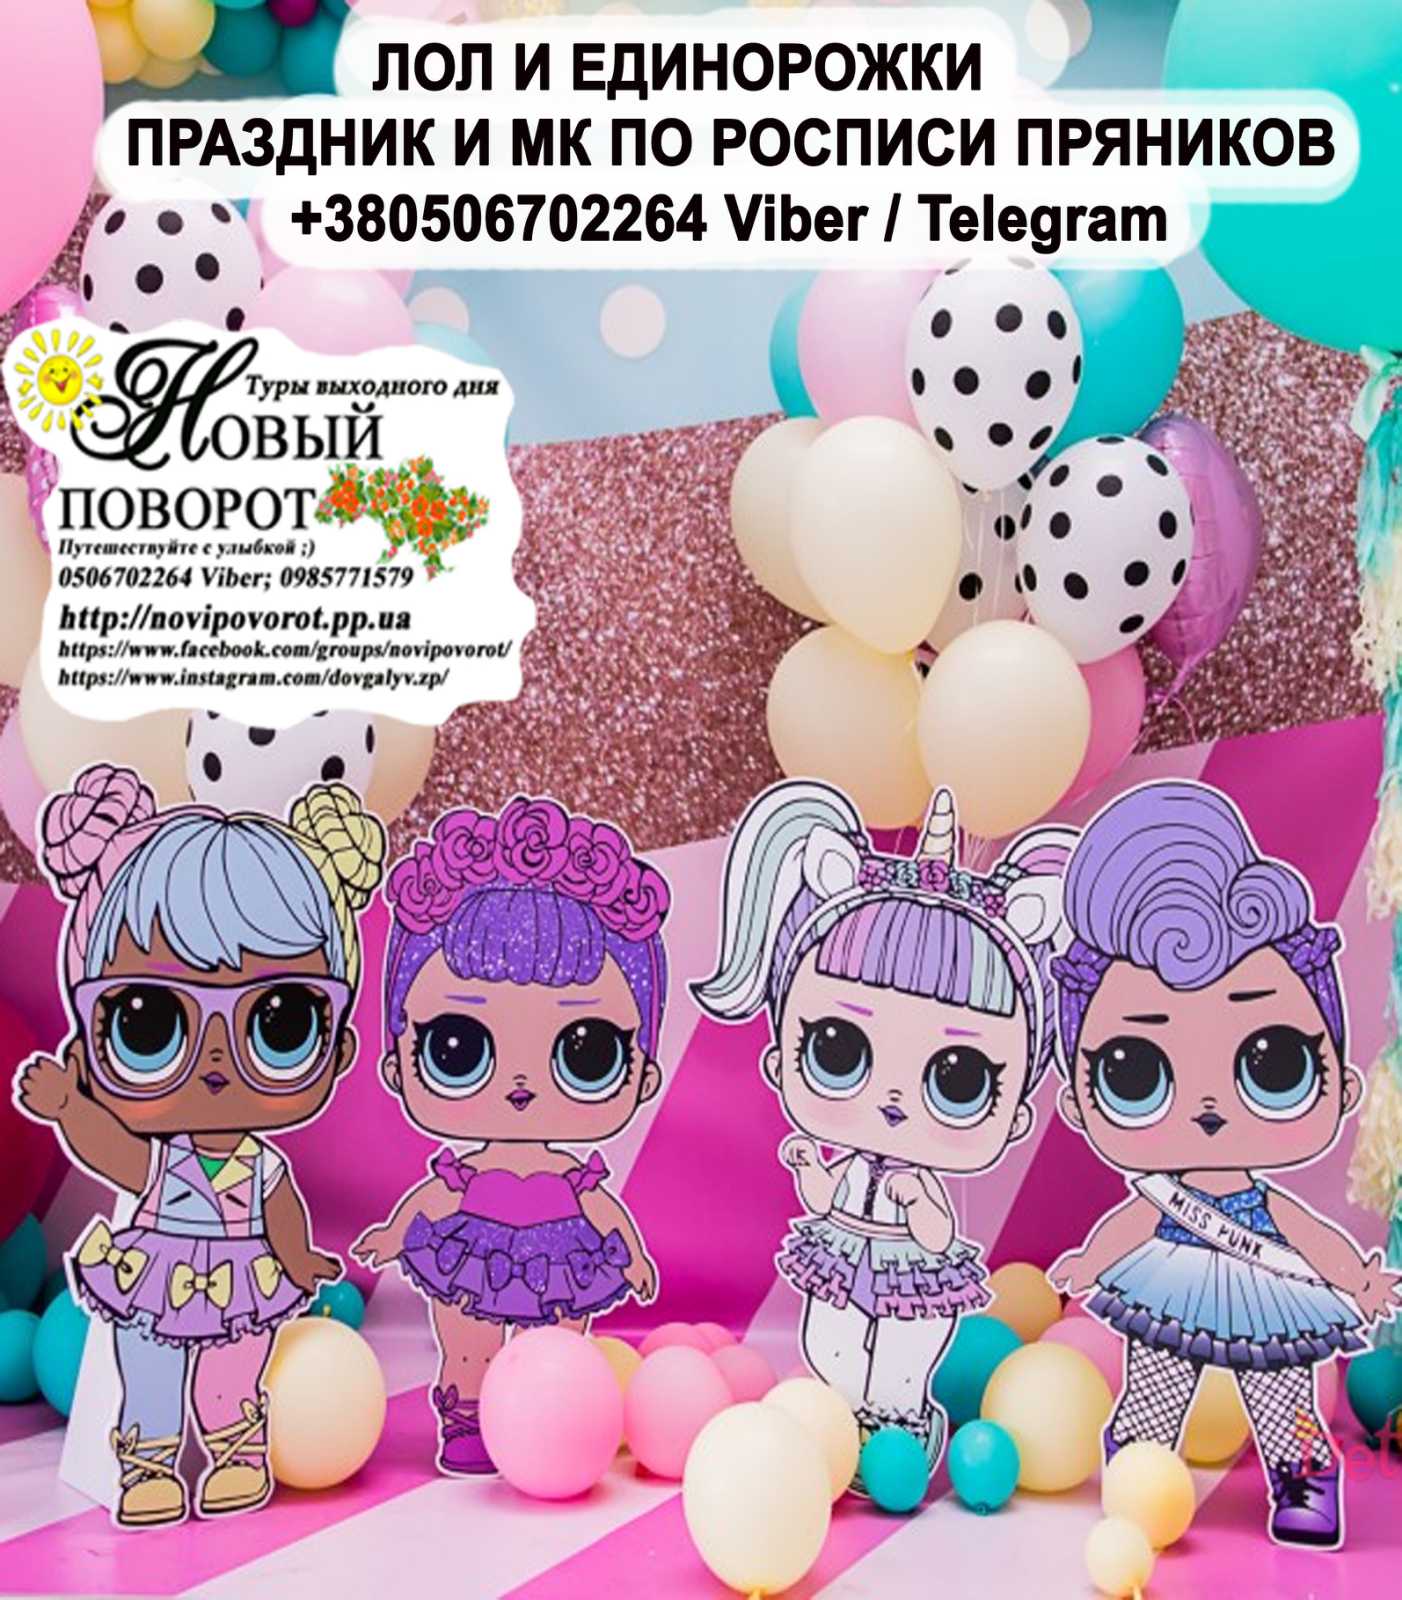 ЛОЛ И ЕДИНОРОЖКИ
ПРАЗДНИК И МК ПО РОСПИСИ ПРЯНИКОВ
+380506702264 Viber / Telegram
Туры выходного дня
Новый
ПОВОРОТ
Путешествуйте с улыбкой ;)
0506702264 Viber; 0985771579
http://novipovorot.pp.ua
https://www.facebook.com/groups/novipovorot/
https://www.instagram.com/dovgalyv.zp/
MISS PUNK